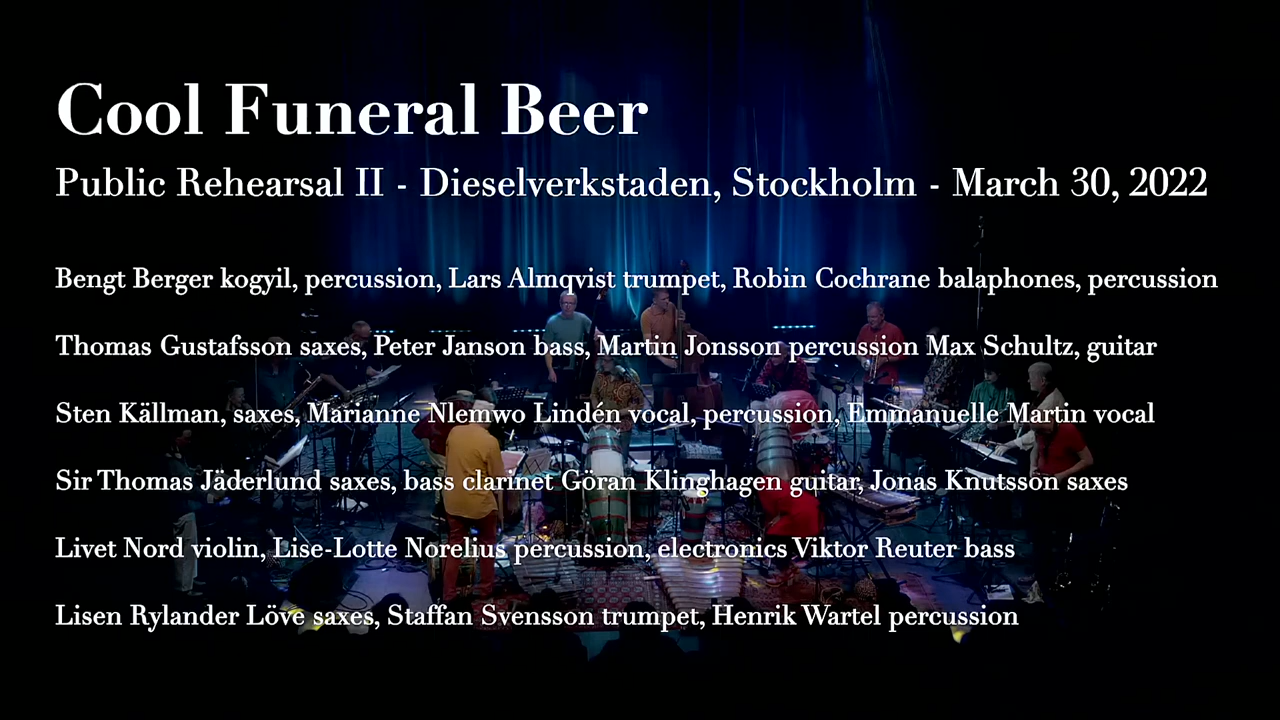 Cool Funeral Beer
Public Rehearsal II - Dieselverkstaden, Stockholm - March 30, 2022
Bengt Berger kogyil, percussion, Lars Almqvist trumpet, Robin Cochrane balaphones, percussion
Thomas Gustafsson saxes, Peter Janson bass, Martin Jonsson percussion Max Schultz, guitar
Sten Källman, saxes, Marianne Nlemwo Lindén vocal, percussion, Emmanuelle Martin vocal
Sir Thomas Jäderlund saxes, bass clarinet Göran Klinghagen guitar, Jonas Knutsson saxes
Livet Nord violin, Lise-Lotte Norelius percussion, electronics Viktor Reuter bass
Lisen Rylander Löve saxes, Staffan Svensson trumpet, Henrik Wartel percussion